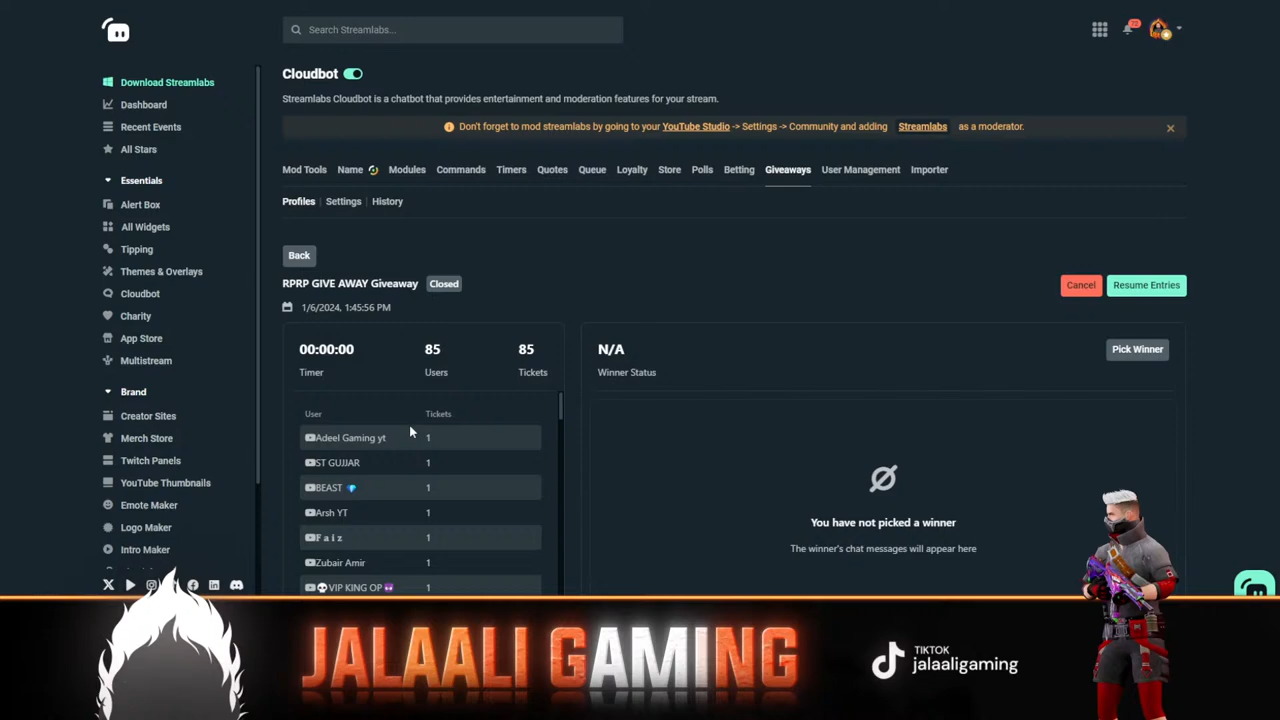 Search Streamlabs...
22
Download Streamlabs
Dashboard
Recent Events
All Stars
Essentials
Alert Box
All Widgets
Tipping
Themes & Overlays
Cloudbot
Charity
App Store
Multistream
Brand
Creator Sites
Merch Store
Twitch Panels
YouTube Thumbnails
Emote Maker
Logo Maker
Intro Maker
Cloudbot
Streamlabs Cloudbot is a chatbot that provides entertainment and moderation features for your stream.
Don't forget to mod streamlabs by going to your YouTube Studio -> Settings -> Community and adding Streamlabs as a moderator.
Mod Tools Name Modules Commands Timers Quotes Queue Loyalty Store Polls Betting Giveaways User Management Importer
Profiles Settings History
Back
RPRP GIVE AWAY Giveaway Closed
Cancel Resume Entries
1/6/2024, 1:45:56 PM
00:00:00 85 85
Timer Users Tickets
User Tickets
Adeel Gaming yt 1
ST GUJJAR 1
BEAST 💎 1
Arsh YT 1
𝐅 𝐚 𝐢 𝐳 1
Zubair Amir 1
💀VIP KING OP😈 1
N/A
Winner Status
Pick Winner
You have not picked a winner
The winner's chat messages will appear here
JALAALI GAMING
TIKTOK
jalaaligaming